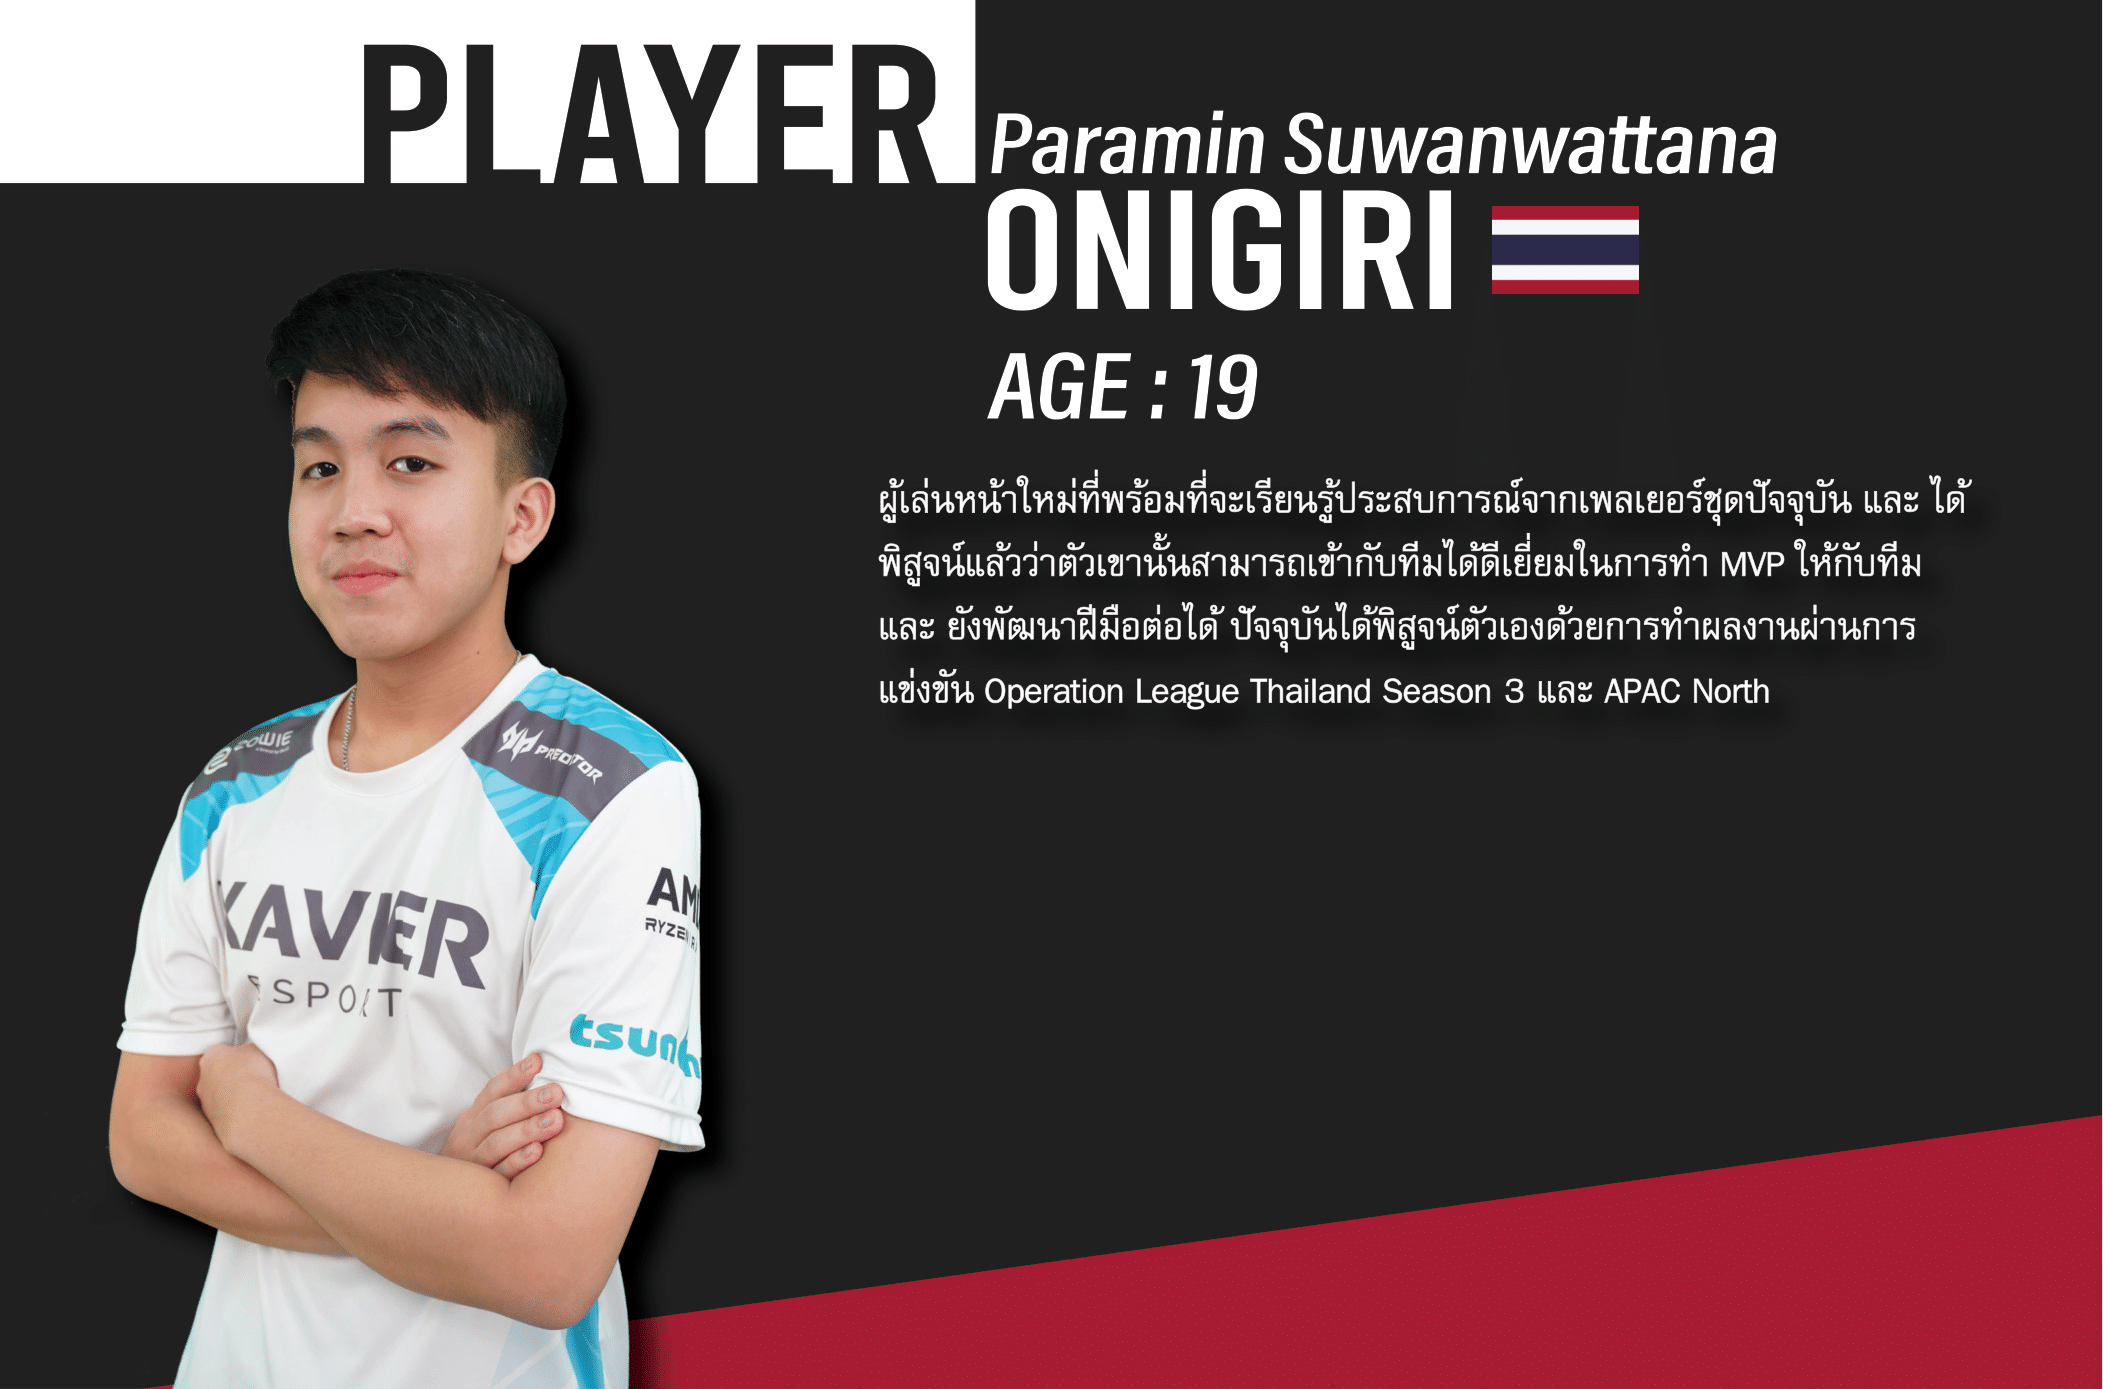 PLAYER
Paramin Suwanwattana
ONIGIRI
AGE : 19
ผู้เล่นหน้าใหม่ที่พร้อมที่จะเรียนรู้ประสบการณ์จากเพลเยอร์ชุดปัจจุบัน และ ได้
พิสูจน์แล้วว่าตัวเขานั้นสามารถเข้ากับทีมได้ดีเยี่ยมในการทำ MVP ให้กับทีม
และ ยังพัฒนาฝีมือต่อได้ ปัจจุบันได้พิสูจน์ตัวเองด้วยการทำผลงานผ่านการ
แข่งขัน Operation League Thailand Season 3 และ APAC North
ZOWIE
PREDATOR
XAVIER
ESPORT
AMD
RYZEN